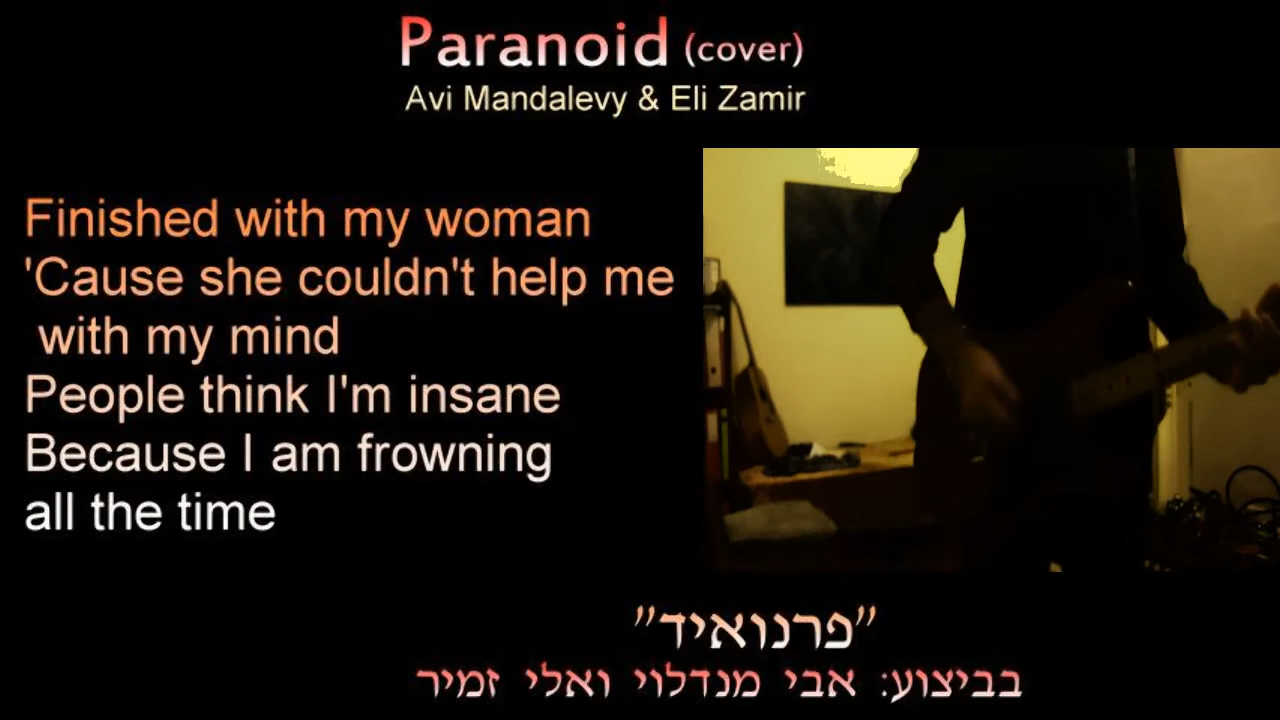 Paranoid (cover)
Avi Mandalevy & Eli Zamir
Finished with my woman
'Cause she couldn't help me
with my mind
People think I'm insane
Because I am frowning
all the time
"פרנואיד"
בביצוע: אבי מנדלוי ואלי זמיר